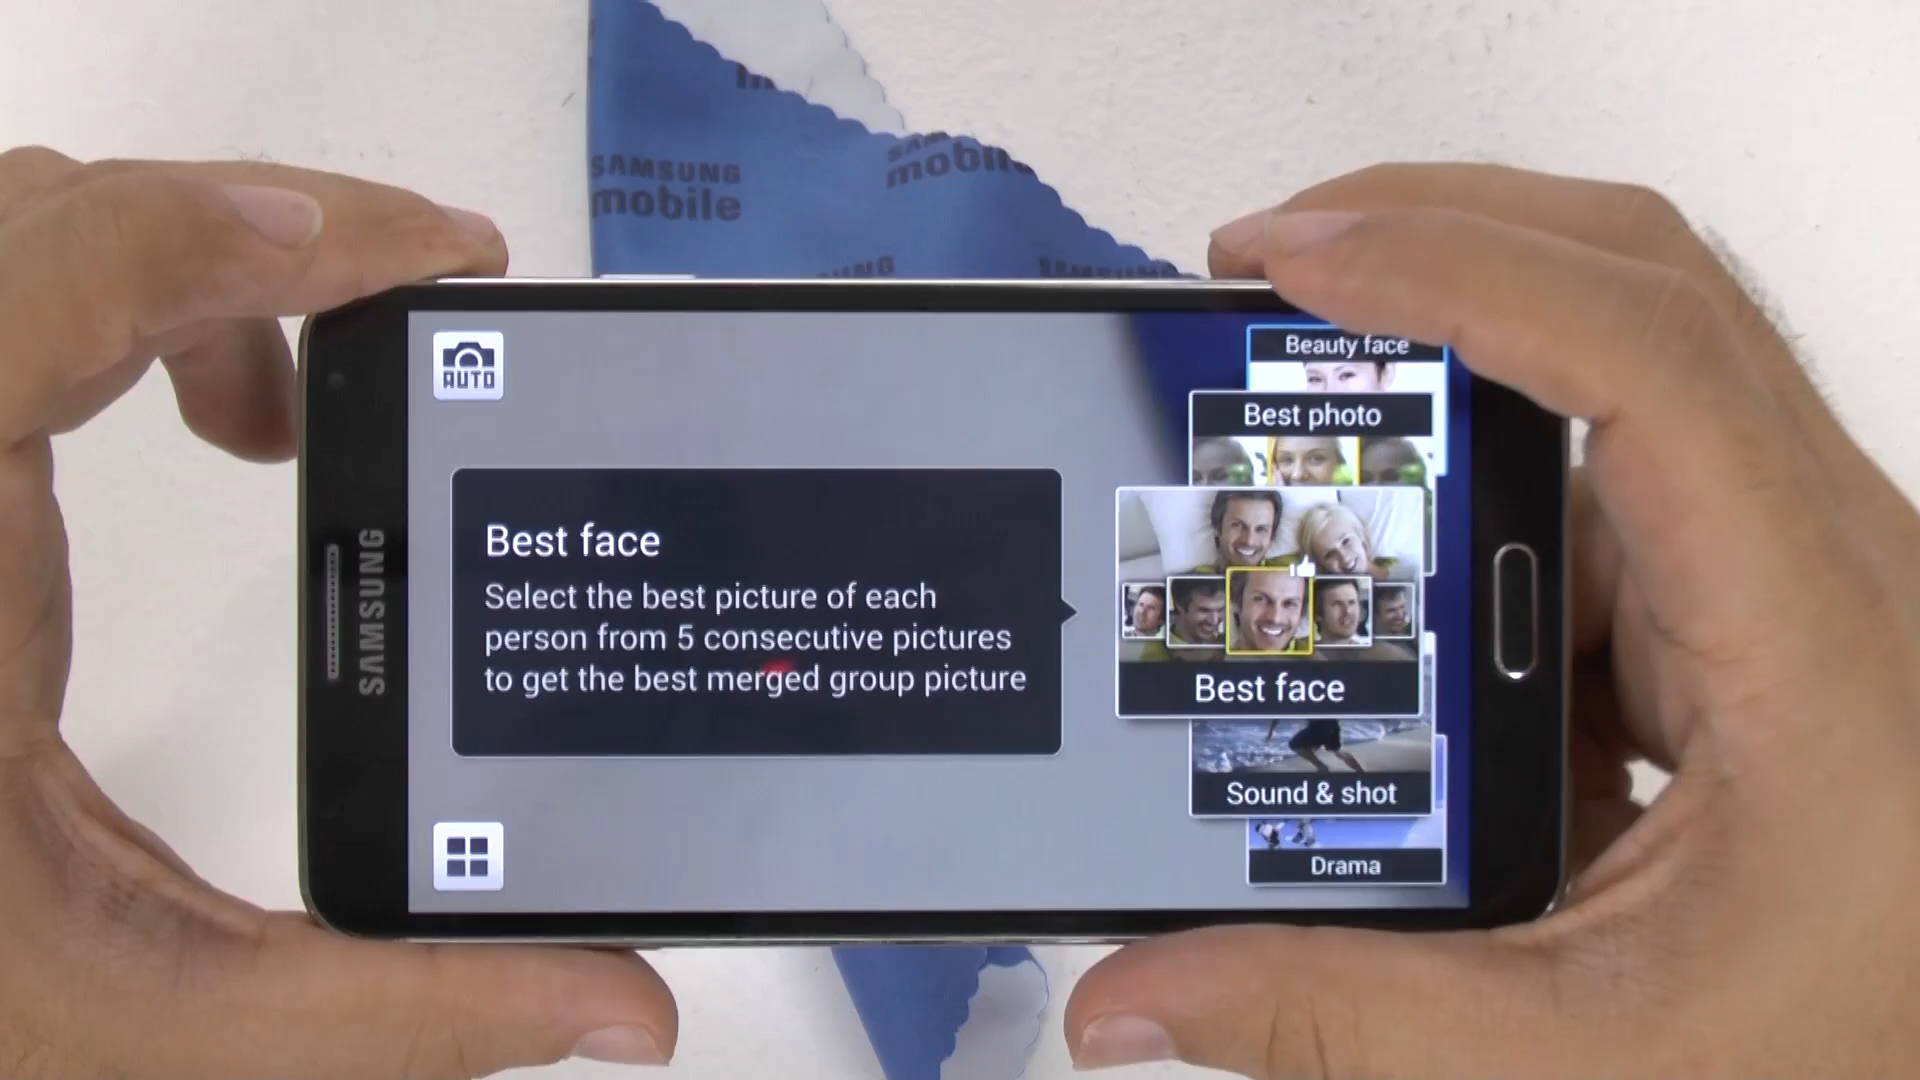 SAMSUNG
mobile
mobile
SAMSUNG
AUTO
Best face
Select the best picture of each
person from 5 consecutive pictures
to get the best merged group picture
SAMSUNG
Beauty face
Best photo
Best face
Sound & shot
Drama